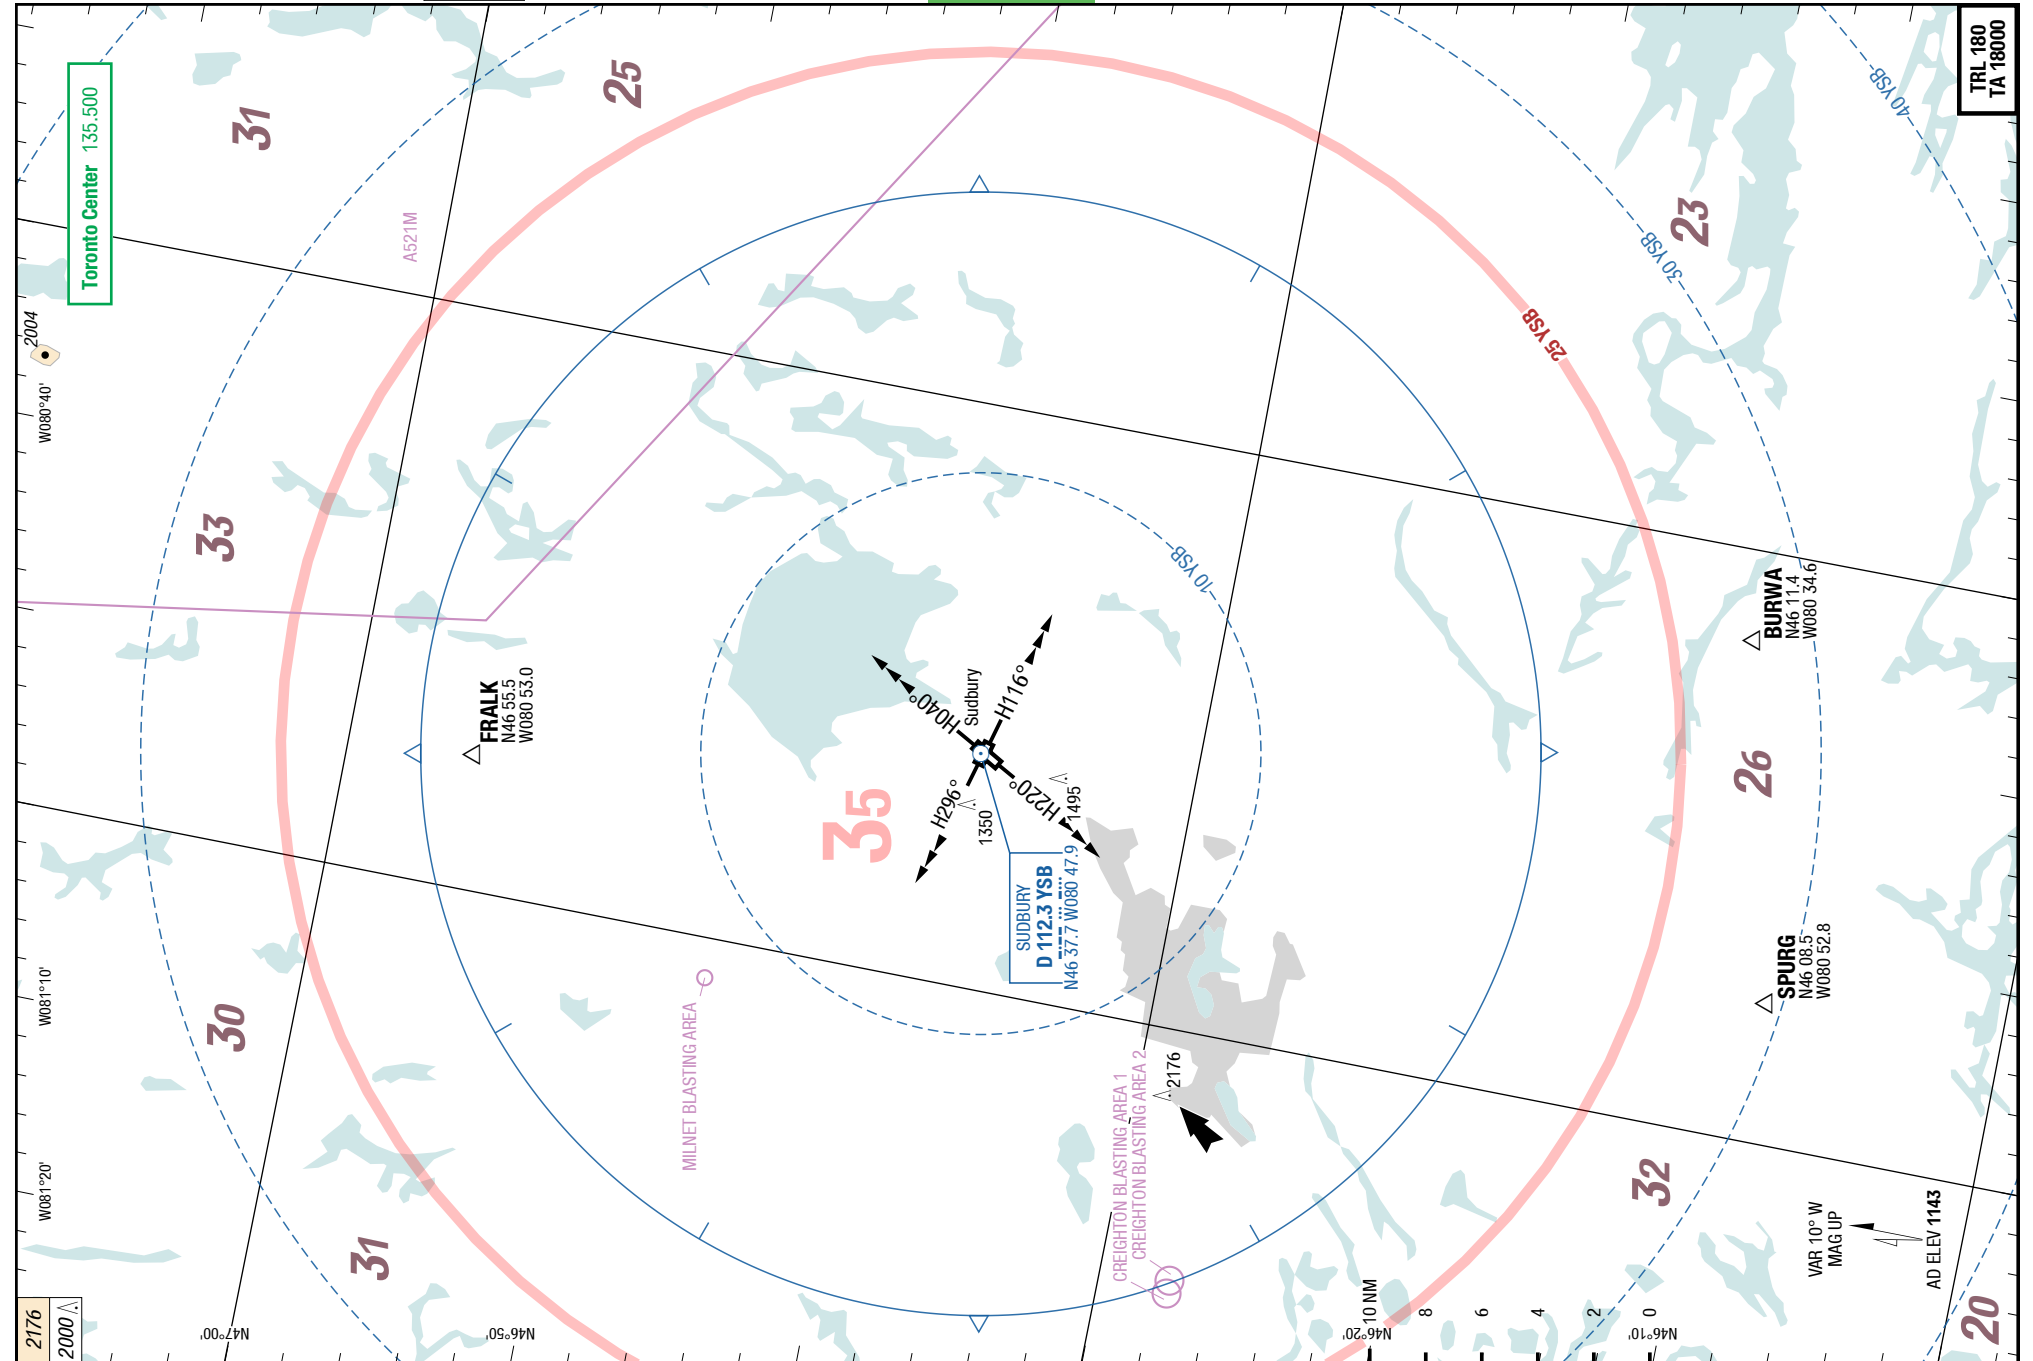 TRL 180
TA 18000
Toronto Center 135.500
31
25
A521M
23
40 YSB
30 YSB
25 YSB
10 YSB
2004
W080°40'
33
FRALK
N46 55.5
W080 53.0
35
Sudbury
H040°
H116°
H296°
H220°
1350
1495
SUDBURY
D 112.3 YSB
N46 37.7 W080 47.9
BURWA
N46 11.4
W080 34.6
26
SPURG
N46 08.5
W080 52.8
W081°10'
30
MILNET BLASTING AREA
CREIGHTON BLASTING AREA 1
CREIGHTON BLASTING AREA 2
2176
W081°20'
31
32
VAR 10° W
MAG UP
AD ELEV 1143
20
2176
2000
N47°00'
N46°50'
N46°20'
N46°10'
10 NM
8
6
4
2
0